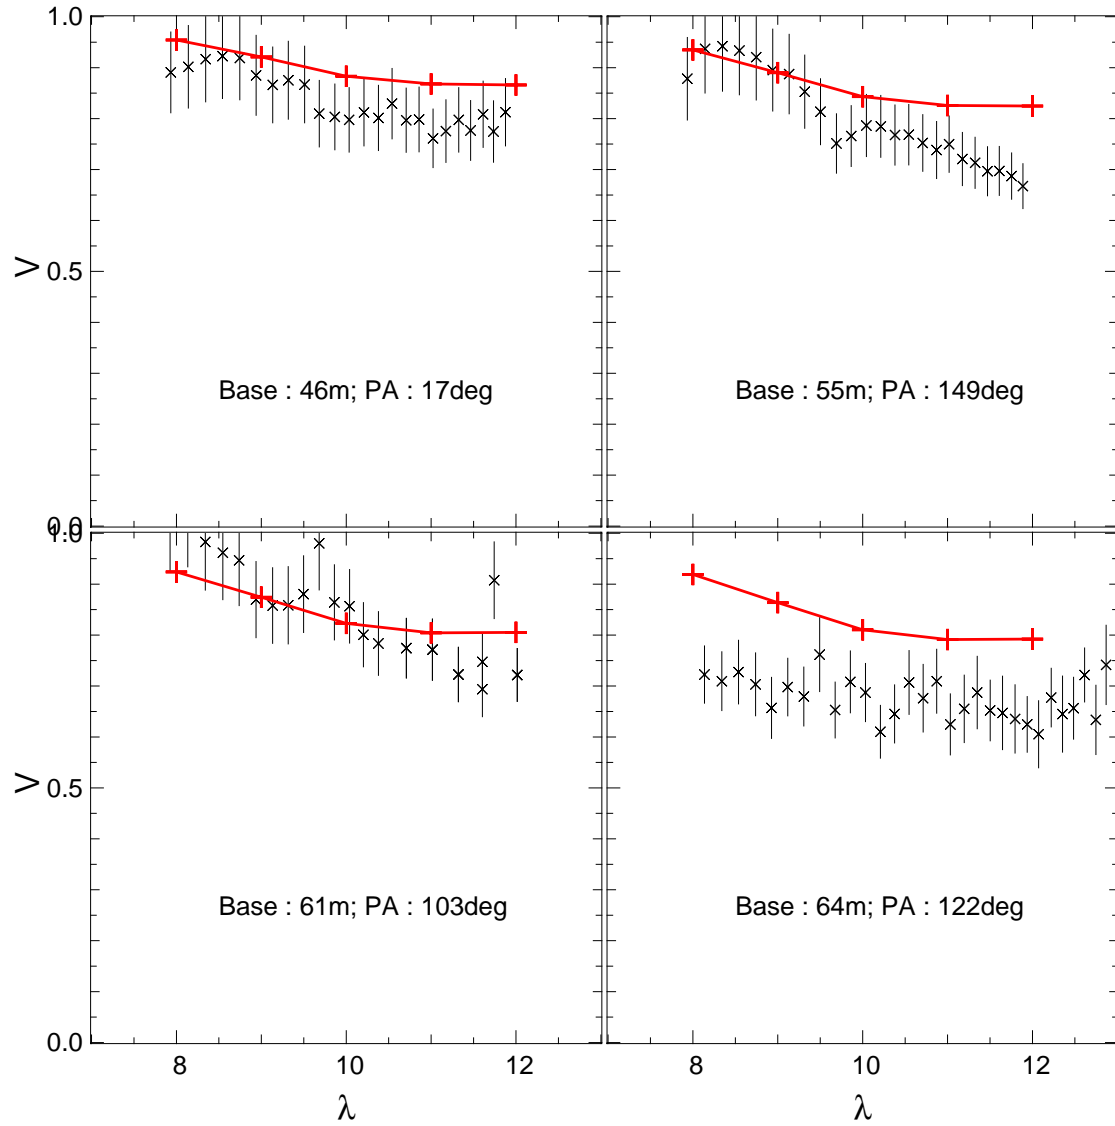 1.0
V 0.5
Base : 46m; PA : 17deg
Base : 55m; PA : 149deg
0.0
1.0
V 0.5
Base : 61m; PA : 103deg
Base : 64m; PA : 122deg
0.0
8 10 12 8 10 12
λ λ